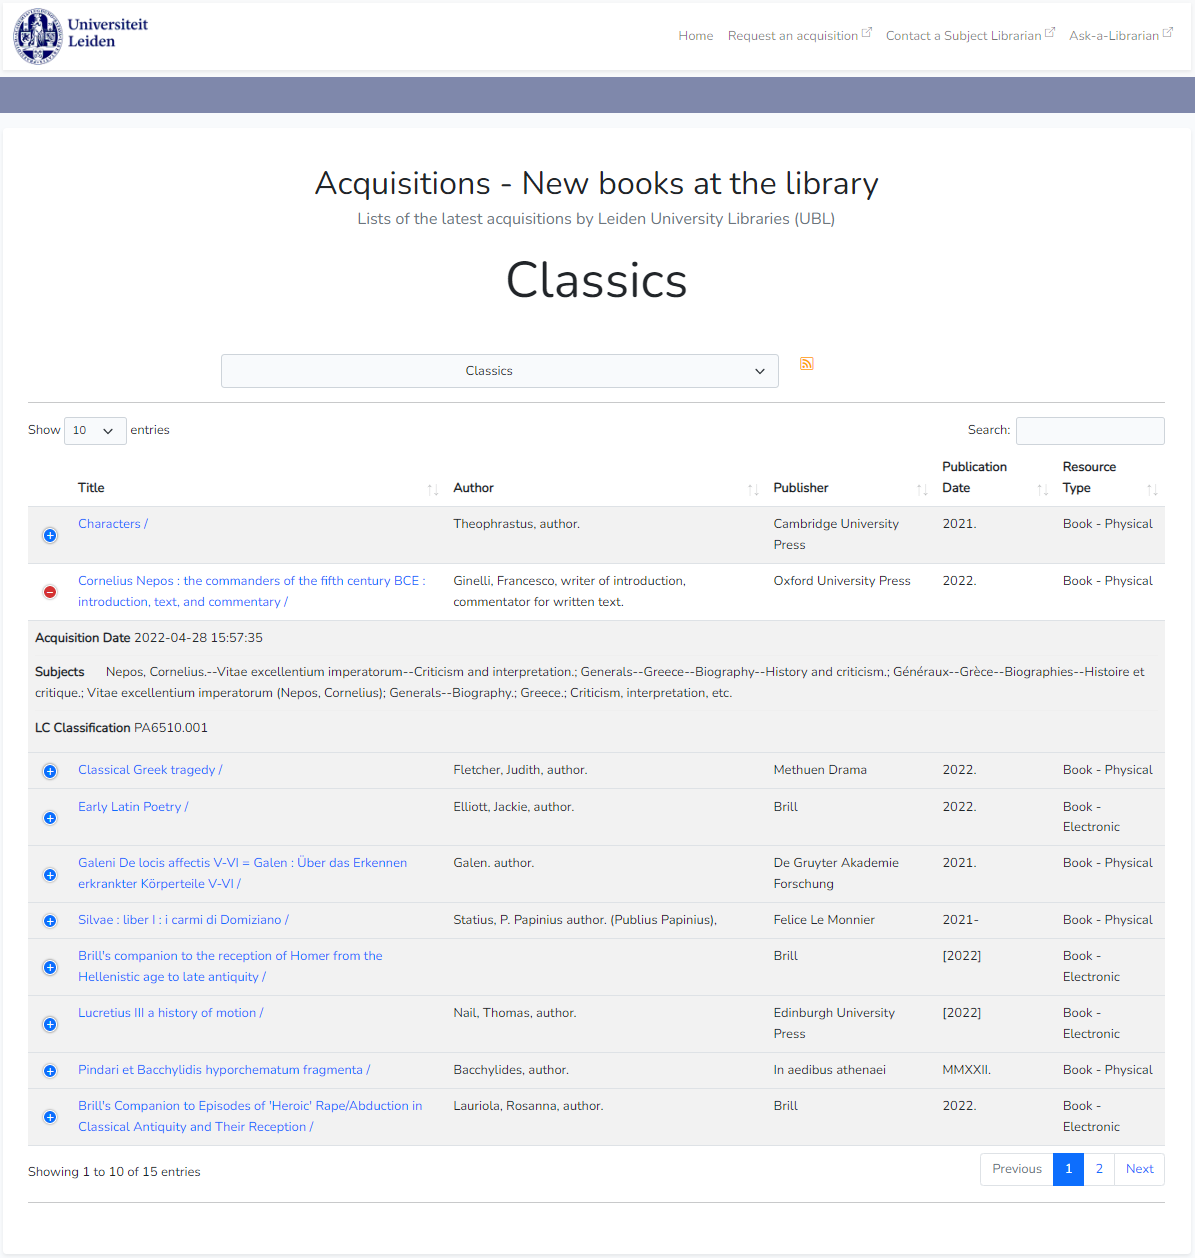 Universiteit
Leiden
Home Request an acquisition Contact a Subject Librarian Ask-a-Librarian
Acquisitions - New books at the library
Lists of the latest acquisitions by Leiden University Libraries (UBL)
Classics
Classics
Show 10 entries Search:
Title Author Publisher Publication Date Resource Type
Characters / Theophrastus, author. Cambridge University Press 2021. Book - Physical
Cornelius Nepos : the commanders of the fifth century BCE : introduction, text, and commentary / Ginelli, Francesco, writer of introduction, commentator for written text. Oxford University Press 2022. Book - Physical
Acquisition Date 2022-04-28 15:57:35
Subjects Nepos, Cornelius.--Vitae excellentium imperatorum--Criticism and interpretation.; Generals--Greece--Biography--History and criticism.; Généraux--Grèce--Biographies--Histoire et
critique.; Vitae excellentium imperatorum (Nepos, Cornelius); Generals--Biography.; Greece.; Criticism, interpretation, etc.
LC Classification PA6510.001
Classical Greek tragedy / Fletcher, Judith, author. Methuen Drama 2022. Book - Physical
Early Latin Poetry / Elliott, Jackie, author. Brill 2022. Book - Electronic
Galeni De locis affectis V-VI = Galen : Über das Erkennen erkrankter Körperteile V-VI / Galen. author. De Gruyter Akademie Forschung 2021. Book - Physical
Silvae : liber I : i carmi di Domiziano / Statius, P. Papinius author. (Publius Papinius), Felice Le Monnier 2021- Book - Physical
Brill's companion to the reception of Homer from the Hellenistic age to late antiquity / Brill [2022] Book - Electronic
Lucretius III a history of motion / Nail, Thomas, author. Edinburgh University Press [2022] Book - Electronic
Pindari et Bacchylidis hyporchematum fragmenta / Bacchylides, author. In aedibus athenaei MMXXII. Book - Physical
Brill's Companion to Episodes of 'Heroic' Rape/Abduction in Classical Antiquity and Their Reception / Lauriola, Rosanna, author. Brill 2022. Book - Electronic
Showing 1 to 10 of 15 entries Previous 1 2 Next